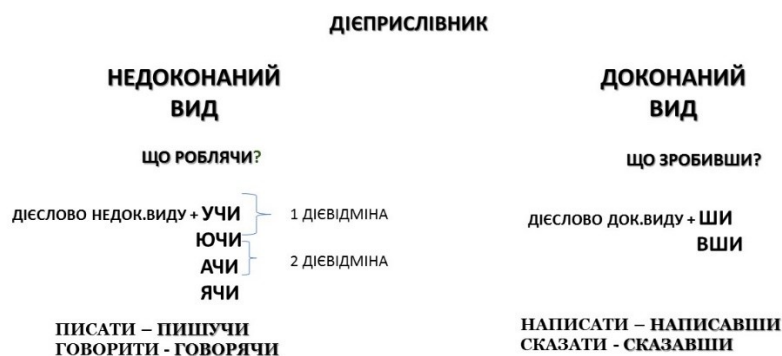 ДІЄПРИСЛІВНИК
НЕДОКОНАНИЙ
ВИД
ЩО РОБЛЯЧИ?
ДІЄСЛОВО НЕДОК.ВИДУ + УЧИ
ЮЧИ
АЧИ
ЯЧИ
1 ДІЄВІДМІНА
2 ДІЄВІДМІНА
ПИСАТИ – ПИШУЧИ
ГОВОРИТИ - ГОВОРЯЧИ
ДОКОНАНИЙ
ВИД
ЩО ЗРОБИВШИ?
ДІЄСЛОВО ДОК.ВИДУ + ШИ
ВШИ
НАПИСАТИ – НАПИСАВШИ
СКАЗАТИ - СКАЗАВШИ